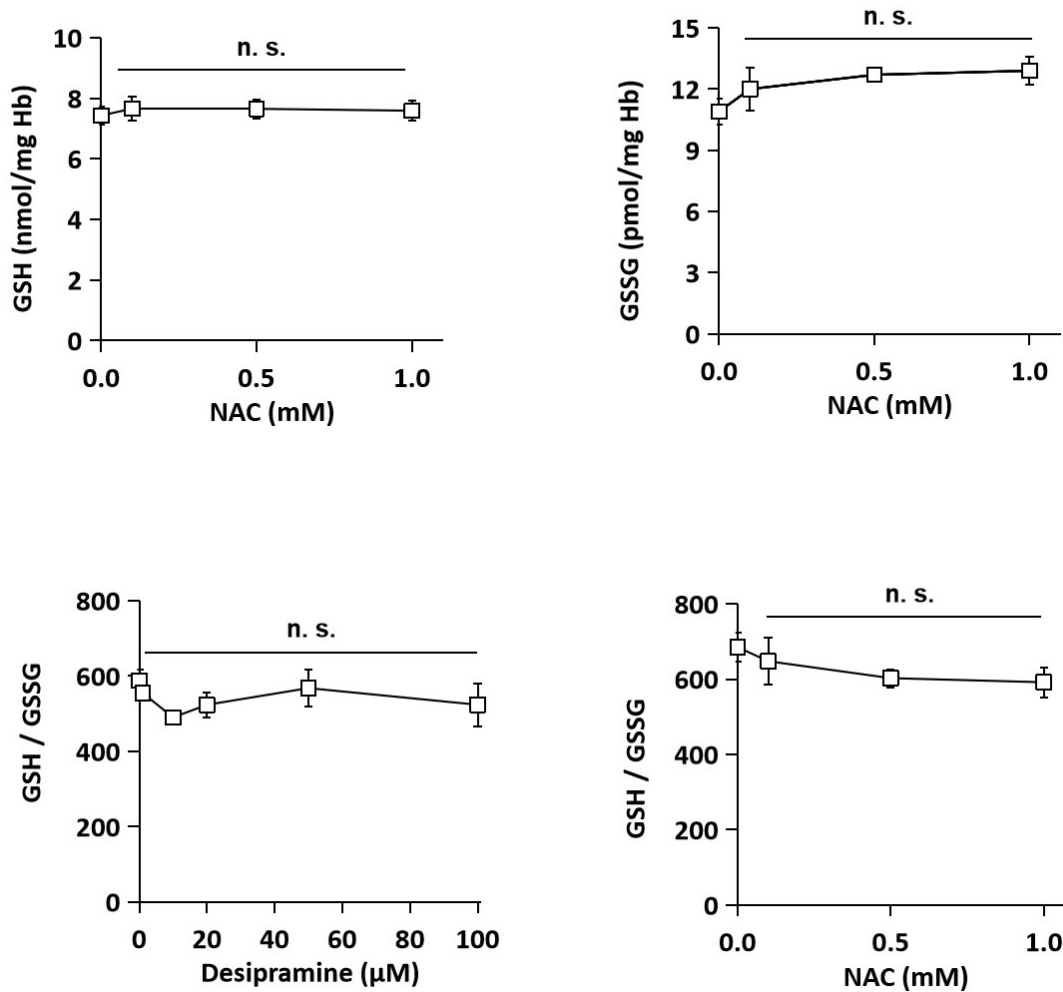 n. s.
GSH (nmol/mg Hb)
10
8
6
4
2
0
0.0 0.5 1.0
NAC (mM)
n. s.
GSSG (pmol/mg Hb)
15
12
9
6
3
0
0.0 0.5 1.0
NAC (mM)
n. s.
GSH / GSSG
800
600
400
200
0
0 20 40 60 80 100
Desipramine (µM)
n. s.
GSH / GSSG
800
600
400
200
0
0.0 0.5 1.0
NAC (mM)